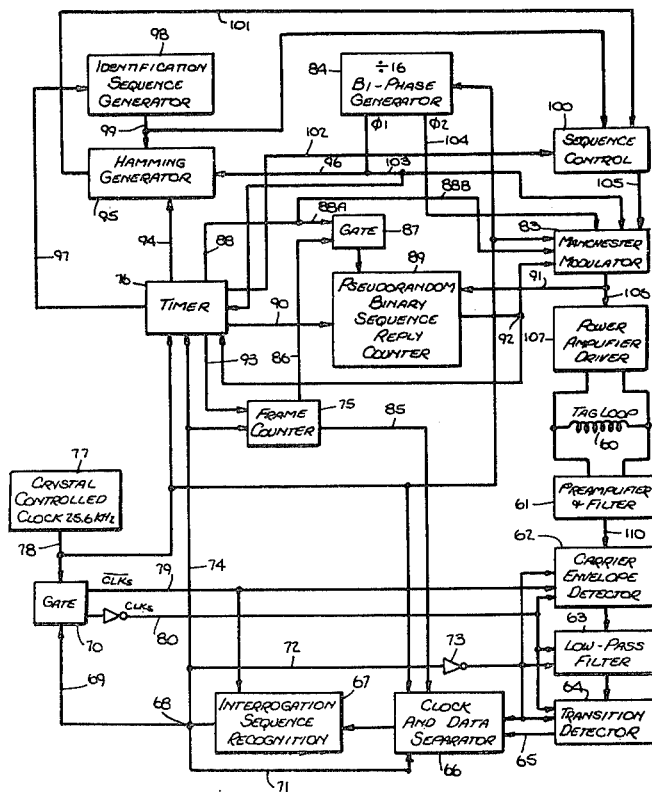 101
98
IDENTIFICATION
SEQUENCE
GENERATOR
99
84
÷16
BI-PHASE
GENERATOR
Ø1
Ø2
102
104
100
SEQUENCE
CONTROL
105
HAMMING
GENERATOR
95
96
103
88B
88
88A
GATE
87
83
MANCHESTER
MODULATOR
97
94
76
TIMER
89
PSEUDORANDOM
BINARY
SEQUENCE
REPLY
COUNTER
90
91
92
106
107
POWER
AMPLIFIER
DRIVER
93
86
75
FRAME
COUNTER
85
TAG LOOP
60
77
CRYSTAL
CONTROLLED
CLOCK 25.6 KHZ
78
61
PREAMPLIFIER
& FILTER
110
62
CARRIER
ENVELOPE
DETECTOR
79
CLKS
74
GATE
70
CLKS
80
63
LOW-PASS
FILTER
72
73
64
TRANSITION
DETECTOR
69
68
67
INTERROGATION
SEQUENCE
RECOGNITION
CLOCK
AND DATA
SEPARATOR
66
65
71